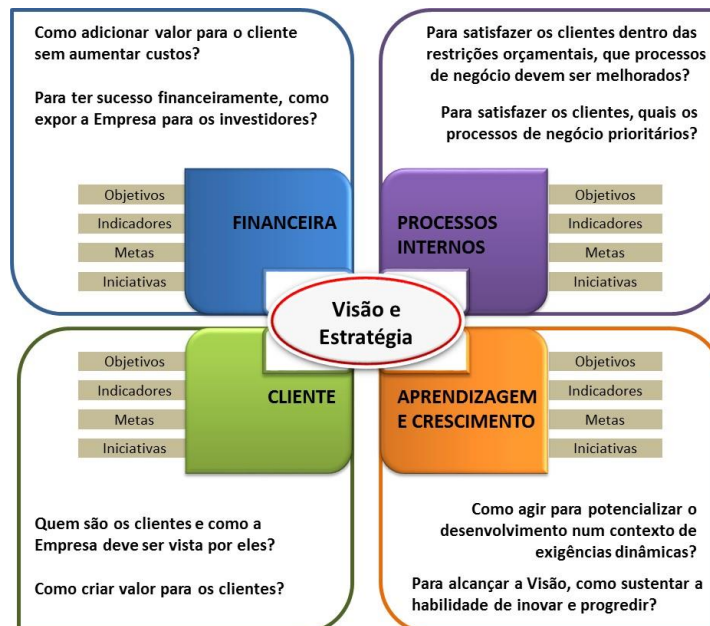 Como adicionar valor para o cliente
sem aumentar custos?
Para ter sucesso financeiramente, como
expor a Empresa para os investidores?
Objetivos
Indicadores
Metas
Iniciativas
FINANCEIRA
Para satisfazer os clientes dentro das
restrições orçamentais, que processos
de negócio devem ser melhorados?
Para satisfazer os clientes, quais os
processos de negócio prioritários?
PROCESSOS
INTERNOS
Objetivos
Indicadores
Metas
Iniciativas
Visão e
Estratégia
Objetivos
Indicadores
Metas
Iniciativas
CLIENTE
Quem são os clientes e como a
Empresa deve ser vista por eles?
Como criar valor para os clientes?
APRENDIZAGEM
E CRESCIMENTO
Objetivos
Indicadores
Metas
Iniciativas
Como agir para potencializar o
desenvolvimento num contexto de
exigências dinâmicas?
Para alcançar a Visão, como sustentar a
habilidade de inovar e progredir?